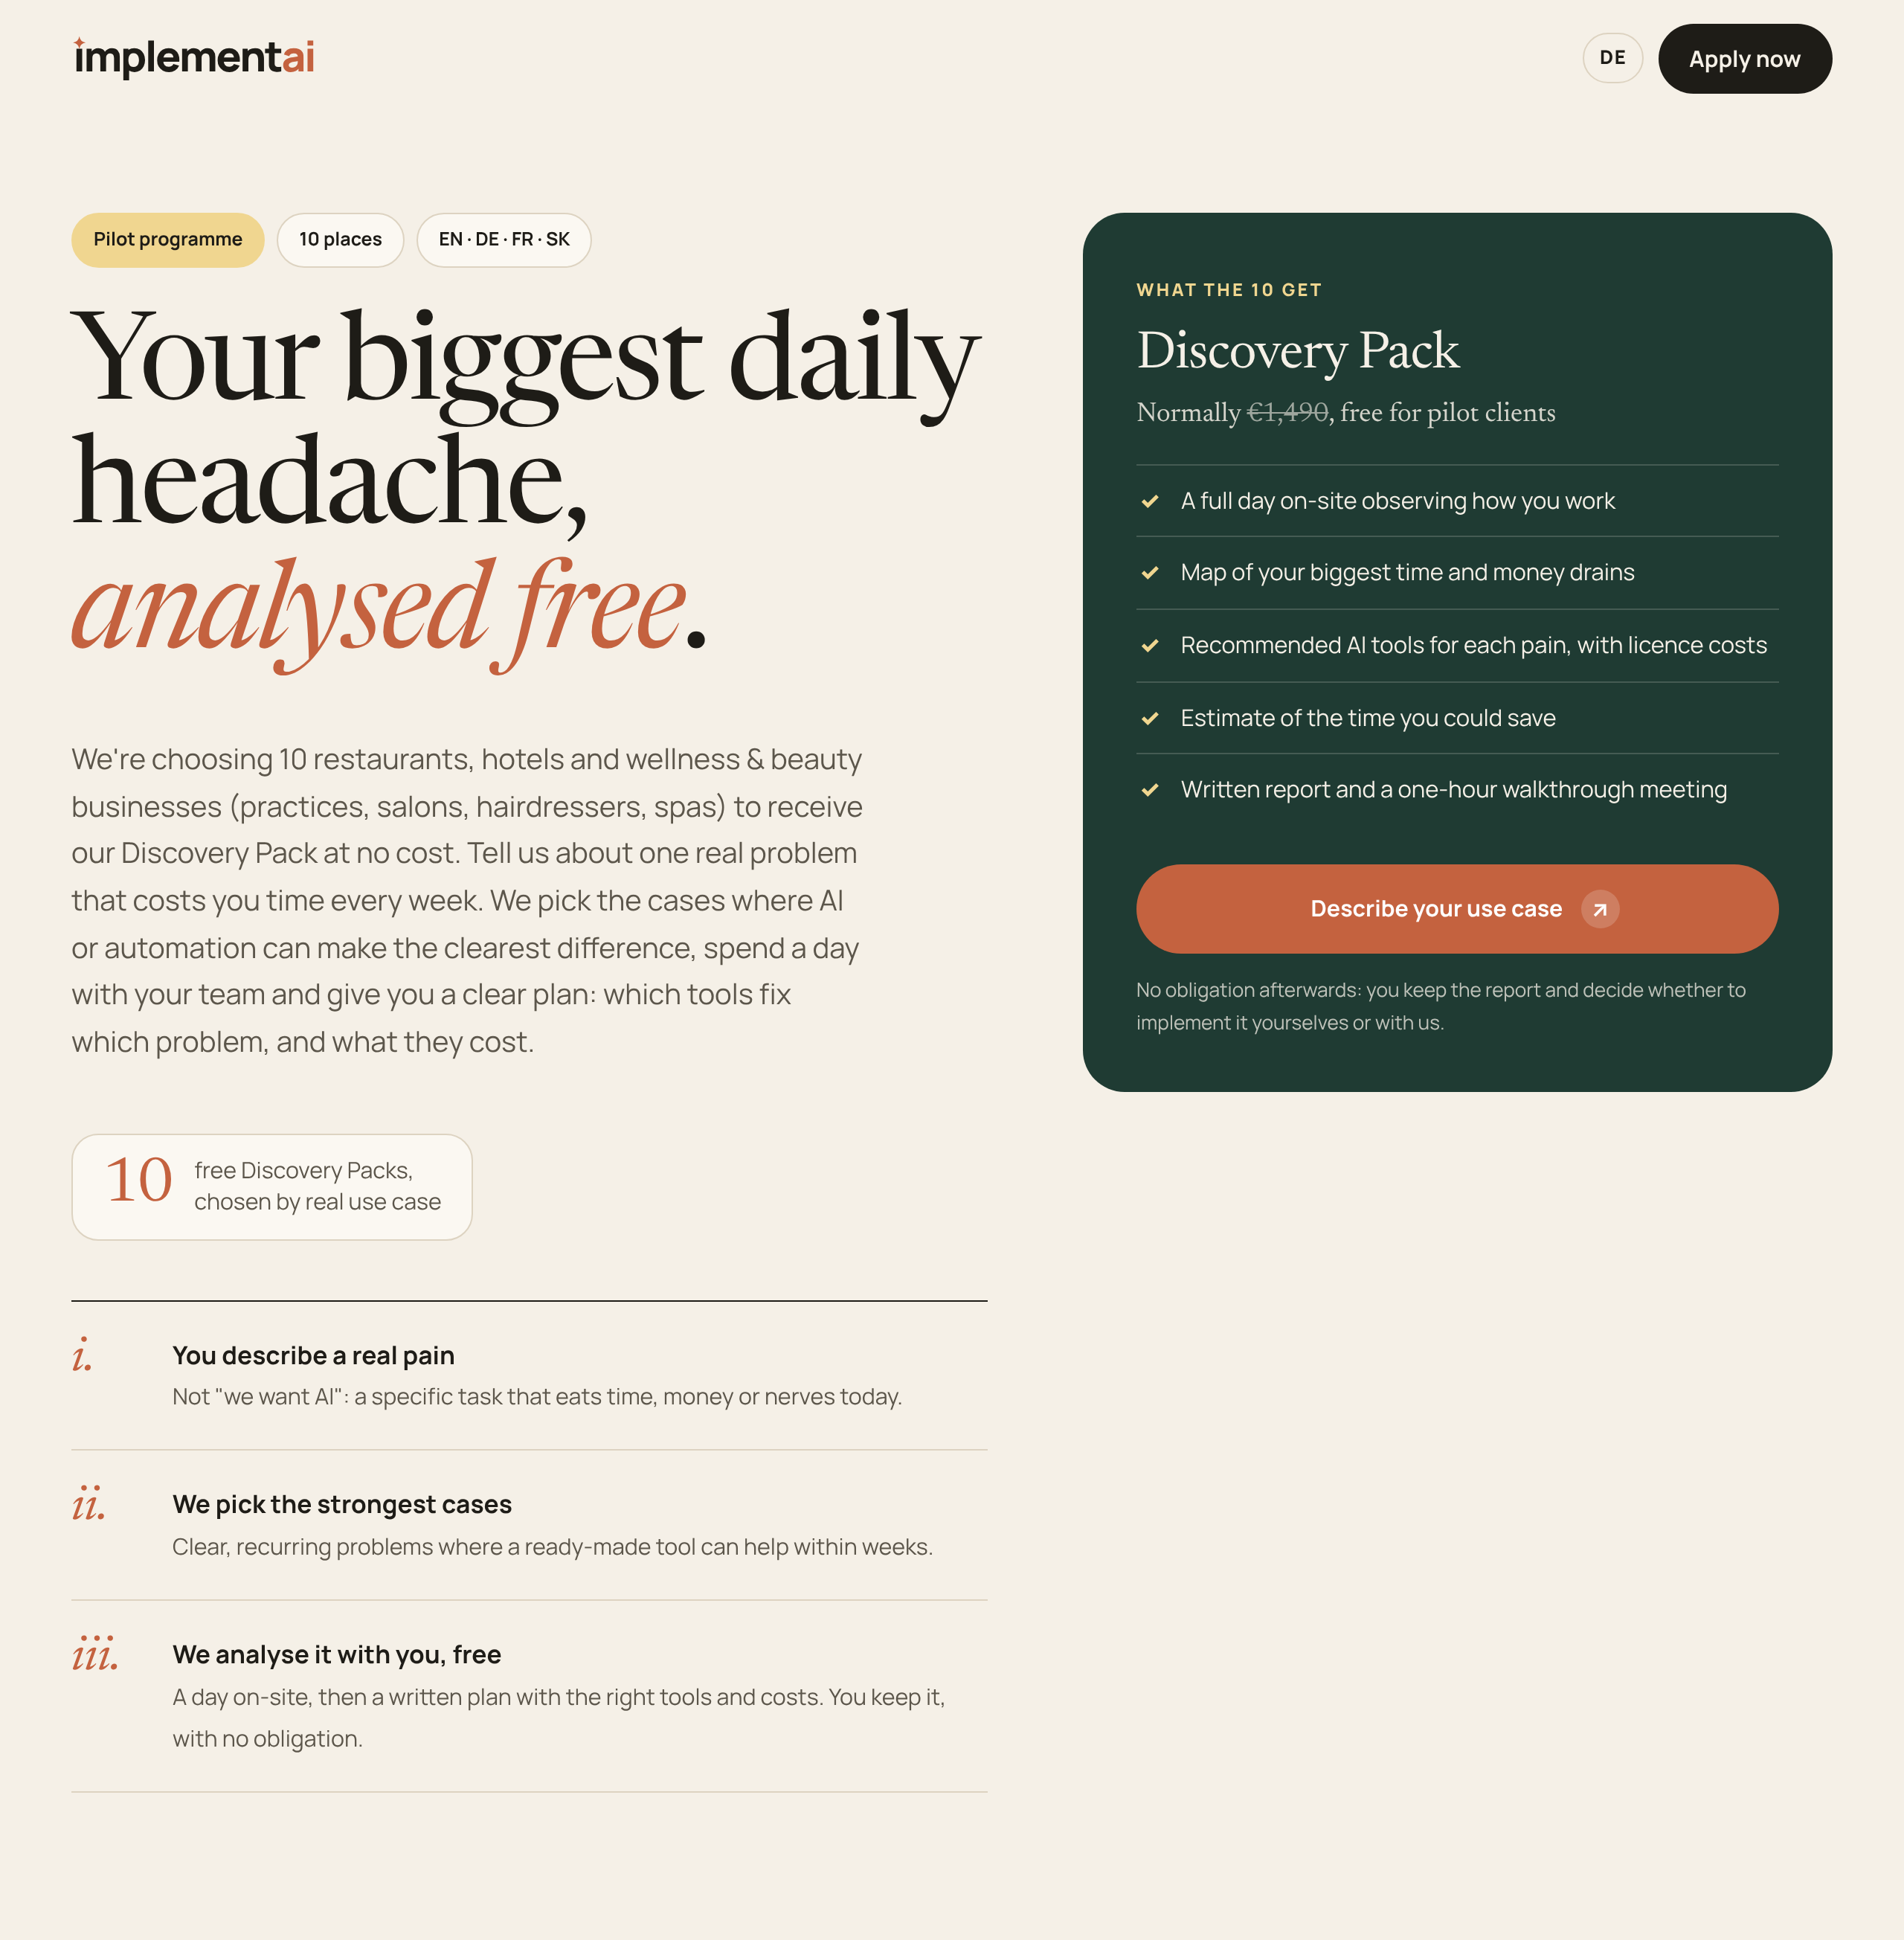 implementai
DE
Apply now
Pilot programme
10 places
EN · DE · FR · SK
Your biggest daily
headache,
analysed free.
We're choosing 10 restaurants, hotels and wellness & beauty
businesses (practices, salons, hairdressers, spas) to receive
our Discovery Pack at no cost. Tell us about one real problem
that costs you time every week. We pick the cases where AI
or automation can make the clearest difference, spend a day
with your team and give you a clear plan: which tools fix
which problem, and what they cost.
10
free Discovery Packs,
chosen by real use case
i.
You describe a real pain
Not "we want AI": a specific task that eats time, money or nerves today.
ii.
We pick the strongest cases
Clear, recurring problems where a ready-made tool can help within weeks.
iii.
We analyse it with you, free
A day on-site, then a written plan with the right tools and costs. You keep it,
with no obligation.
WHAT THE 10 GET
Discovery Pack
Normally €1,490, free for pilot clients
A full day on-site observing how you work
Map of your biggest time and money drains
Recommended AI tools for each pain, with licence costs
Estimate of the time you could save
Written report and a one-hour walkthrough meeting
Describe your use case
No obligation afterwards: you keep the report and decide whether to
implement it yourselves or with us.